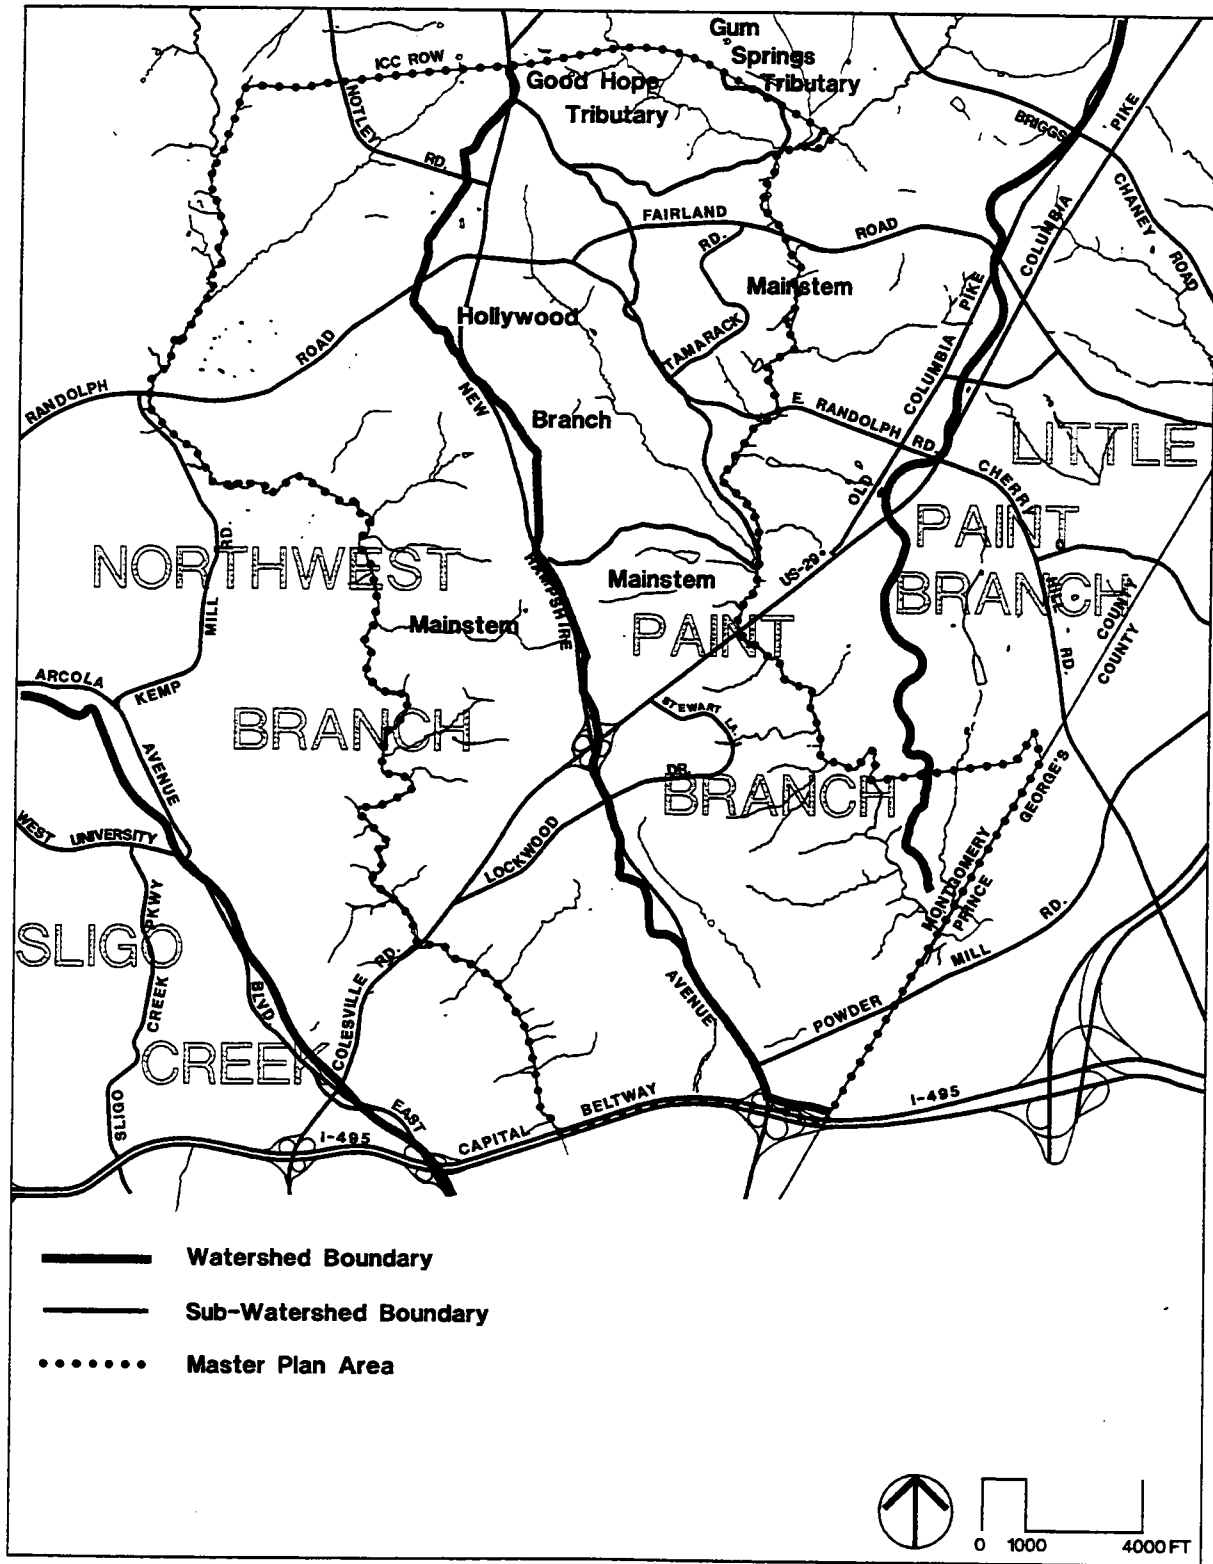 Gum
Springs
Tributary
ICC ROW
Good Hope
Tributary
NOTLEY
RD.
BRIGGS
PIKE
COLUMBIA
CHANEY
ROAD
FAIRLAND
ROAD
RD.
TAMARACK
Mainstem
Hollywood
Branch
COLUMBIA PIKE
OLD
RANDOLPH
ROAD
NEW
HAMPSHIRE
AVENUE
E. RANDOLPH RD.
CHERRY
HILL
RD.
LITTLE
PAINT
BRANCH
COUNTY
COUNTY
NORTHWEST
BRANCH
Mainstem
Mainstem
PAINT
BRANCH
US-29
MILL
RD.
KEMP
ARCOLA
AVENUE
STEWART LA.
DR.
LOCKWOOD
WEST UNIVERSITY
BLVD.
EAST
SLIGO
CREEK
SLIGO
CREEK
PKWY
COLESVILLE RD.
MONTGOMERY
PRINCE
GEORGE'S
POWDER
MILL
RD.
I-495
CAPITAL
BELTWAY
I-495
Watershed Boundary
Sub-Watershed Boundary
Master Plan Area
0 1000 4000 FT